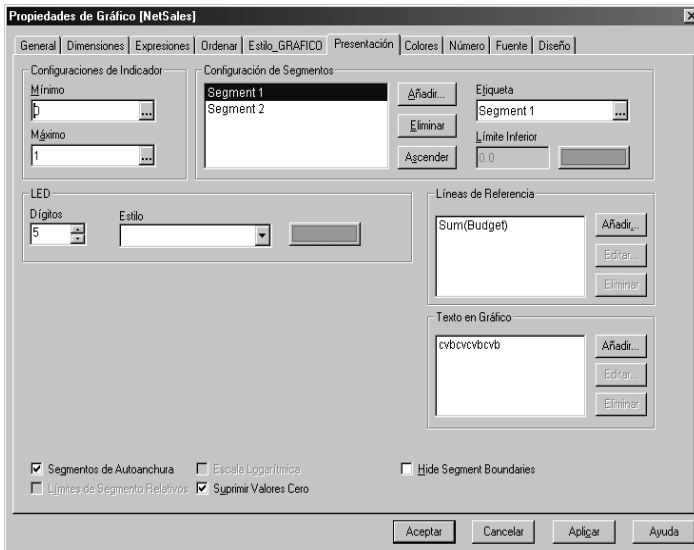 Propiedades de Gráfico [NetSales]
General Dimensiones Expresiones Ordenar Estilo_GRAFICO Presentación Colores Número Fuente Diseño
Configuraciones de Indicador
Mínimo
0
...
Máximo
1
...
Configuración de Segmentos
Segment 1
Segment 2
Añadir...
Eliminar
Ascender
Etiqueta
Segment 1
...
Límite Inferior
0.0
LED
Dígitos
5
Estilo
Líneas de Referencia
Sum(Budget)
Añadir...
Editar...
Eliminar
Texto en Gráfico
cvbcvcvbcvb
Añadir...
Editar...
Eliminar
Segmentos de Autoanchura
Escala Logarítmica
Hide Segment Boundaries
Límites de Segmento Relativos
Suprimir Valores Cero
Aceptar
Cancelar
Aplicar
Ayuda